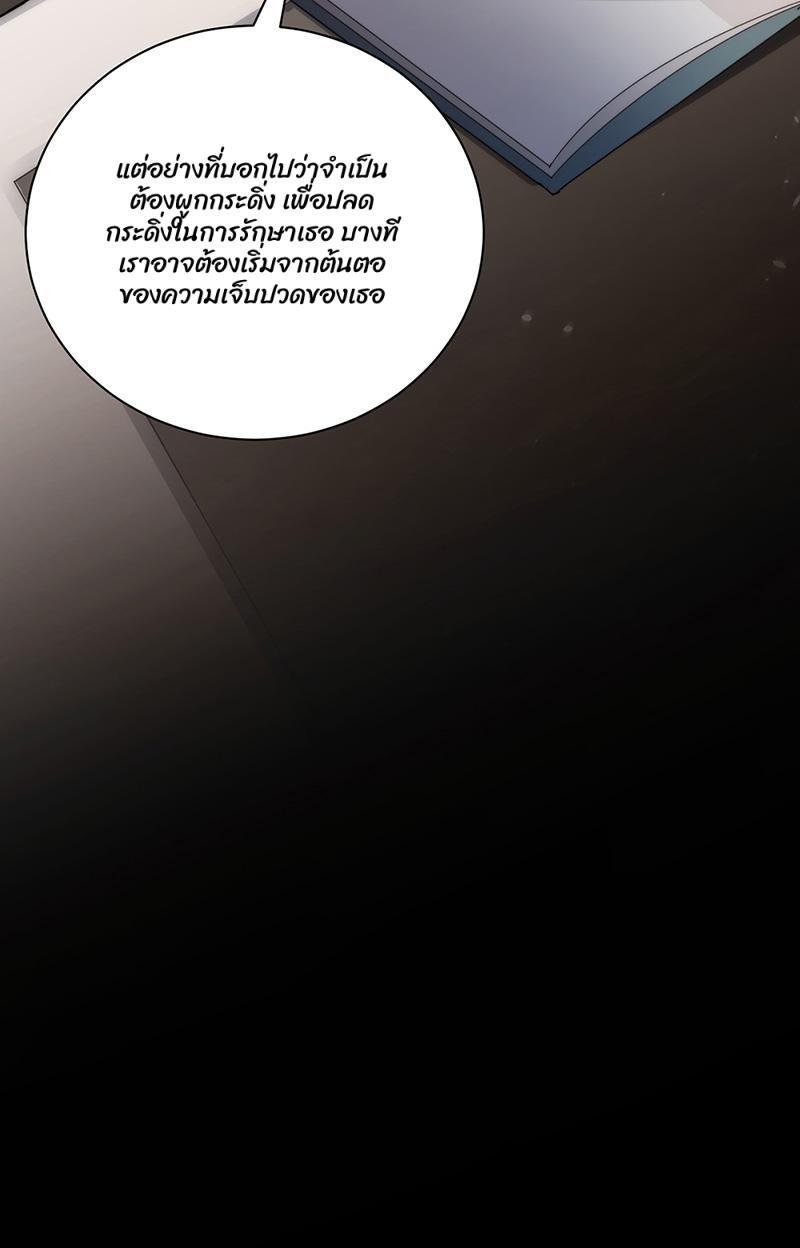 แต่อย่างที่บอกไปว่าจำเป็น
ต้องผูกกระดิ่ง เพื่อปลด
กระดิ่งในการรักษาเธอ บางที
เราอาจต้องเริ่มจากต้นตอ
ของความเจ็บปวดของเธอ